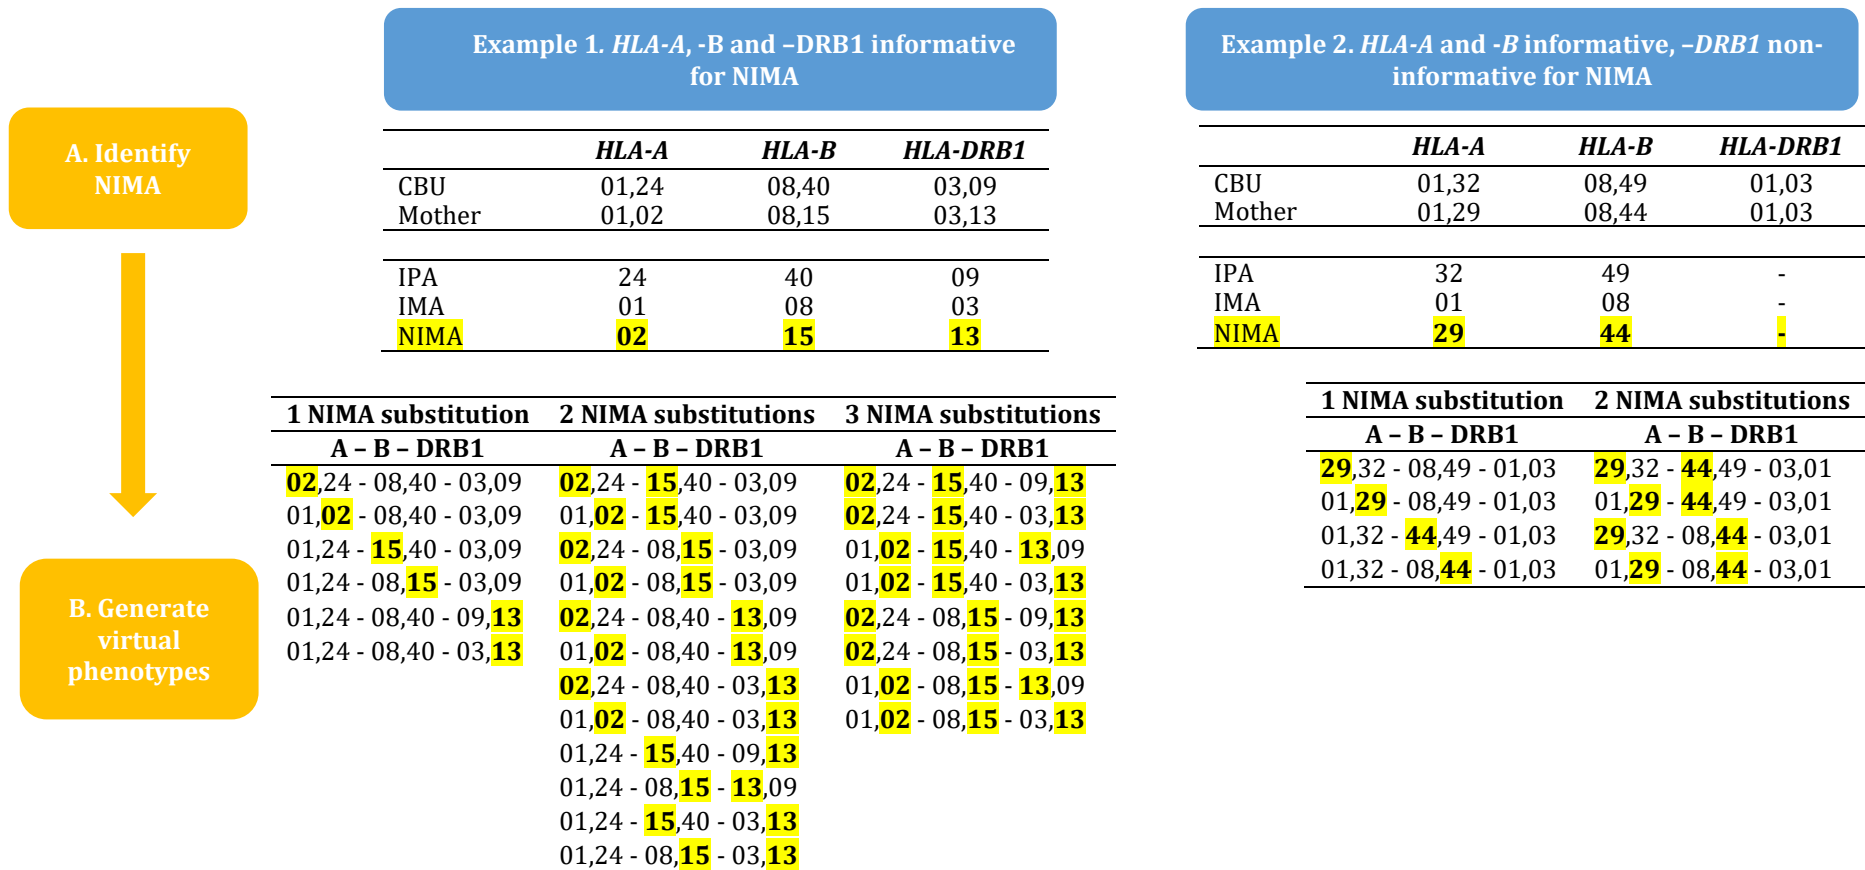 Example 1. HLA-A, -B and –DRB1 informative
for NIMA
Example 2. HLA-A and -B informative, –DRB1 non-
informative for NIMA
A. Identify
NIMA
HLA-A HLA-B HLA-DRB1
CBU 01,24 08,40 03,09
Mother 01,02 08,15 03,13
IPA 24 40 09
IMA 01 08 03
NIMA 02 15 13
HLA-A HLA-B HLA-DRB1
CBU 01,32 08,49 01,03
Mother 01,29 08,44 01,03
IPA 32 49 -
IMA 01 08 -
NIMA 29 44 -
B. Generate
virtual
phenotypes
1 NIMA substitution 2 NIMA substitutions 3 NIMA substitutions
A – B – DRB1 A – B – DRB1 A – B – DRB1
02,24 - 08,40 - 03,09 02,24 - 15,40 - 03,09 02,24 - 15,40 - 09,13
01,02 - 08,40 - 03,09 01,02 - 15,40 - 03,09 02,24 - 15,40 - 03,13
01,24 - 15,40 - 03,09 02,24 - 08,15 - 03,09 01,02 - 15,40 - 13,09
01,24 - 08,15 - 03,09 01,02 - 08,15 - 03,09 01,02 - 15,40 - 03,13
01,24 - 08,40 - 09,13 02,24 - 08,40 - 13,09 02,24 - 08,15 - 09,13
01,24 - 08,40 - 03,13 01,02 - 08,40 - 13,09 02,24 - 08,15 - 03,13
02,24 - 08,40 - 03,13 01,02 - 08,15 - 13,09
01,02 - 08,40 - 03,13 01,02 - 08,15 - 03,13
01,24 - 15,40 - 09,13
01,24 - 08,15 - 13,09
01,24 - 15,40 - 03,13
01,24 - 08,15 - 03,13
1 NIMA substitution 2 NIMA substitutions
A – B – DRB1 A – B – DRB1
29,32 - 08,49 - 01,03 29,32 - 44,49 - 03,01
01,29 - 08,49 - 01,03 01,29 - 44,49 - 03,01
01,32 - 44,49 - 01,03 29,32 - 08,44 - 03,01
01,32 - 08,44 - 01,03 01,29 - 08,44 - 03,01